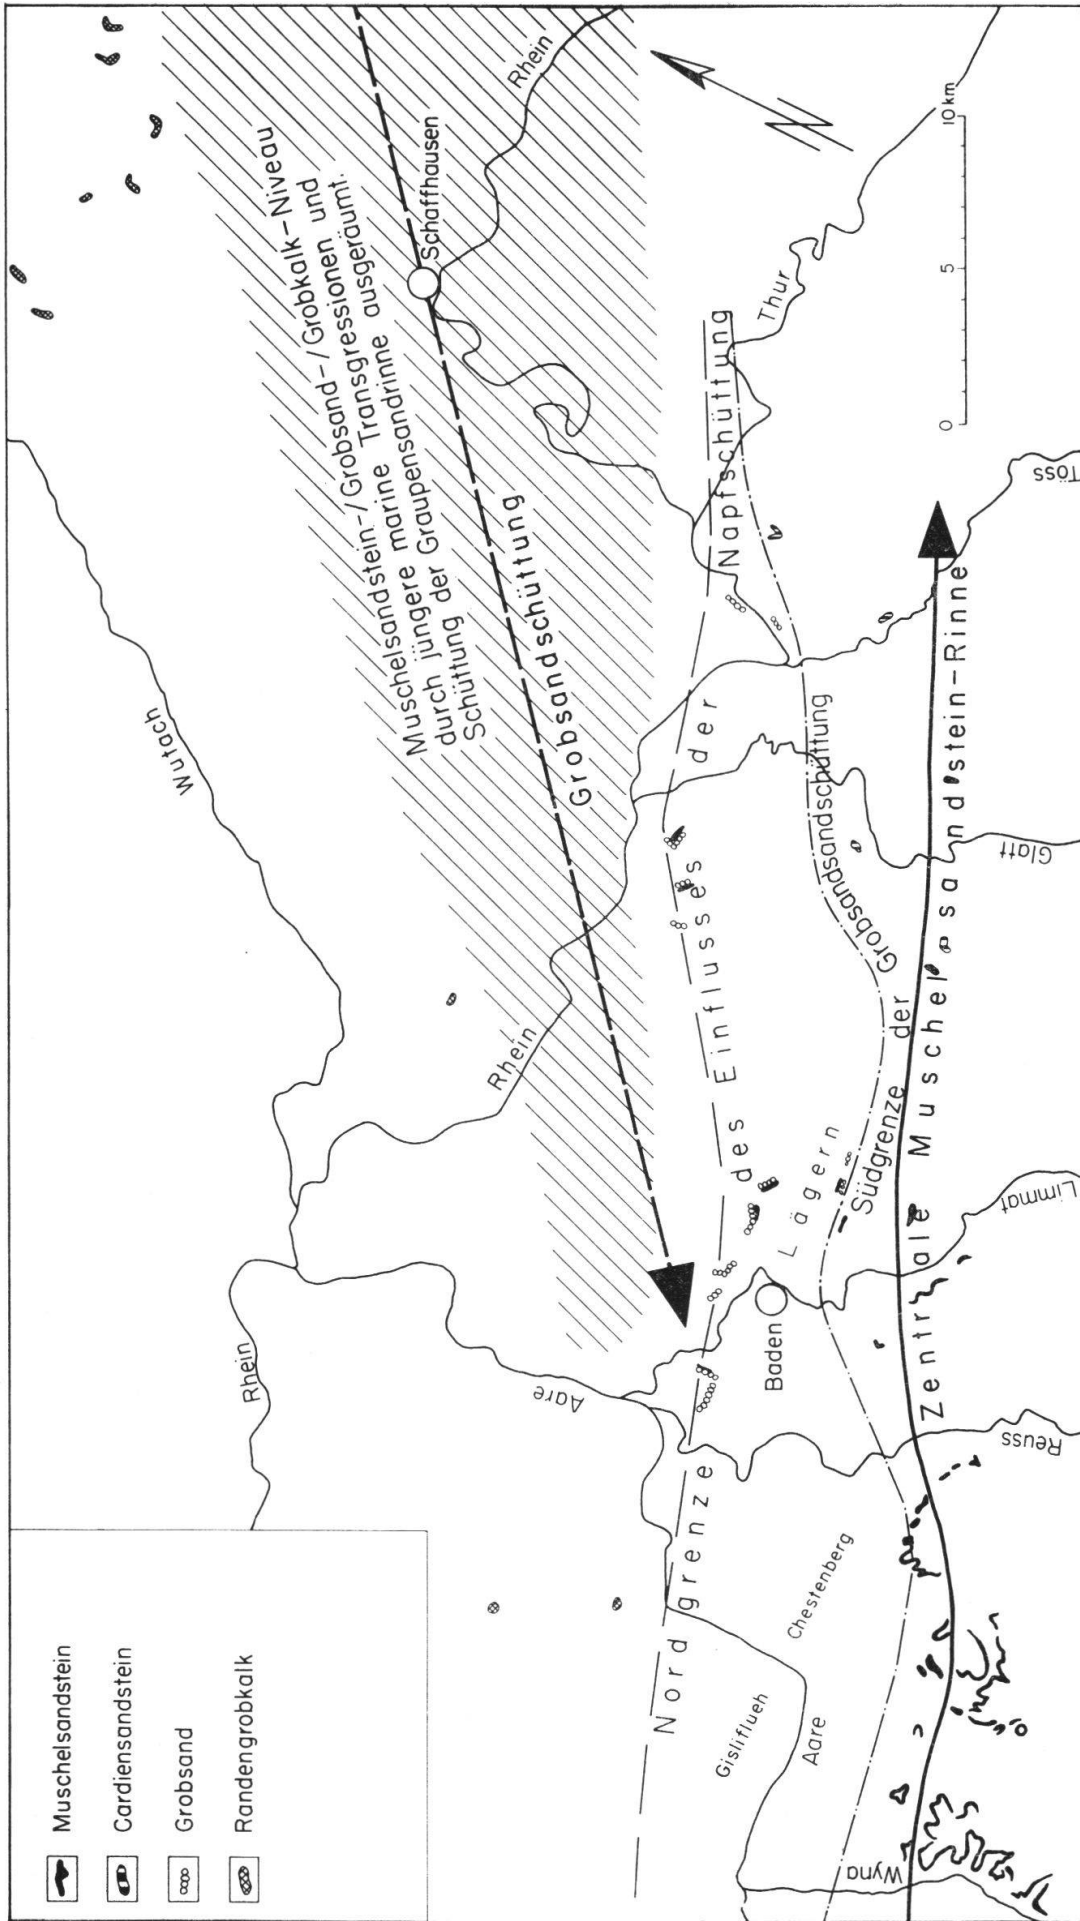 Muschelsandstein
Cardiensandstein
Grobsand
Randengrobkalk
Rhein
Wutach
Muschelsandstein-/Grobsand-/Grobkalk-Niveau
durch jüngere marine Transgressionen und
Schüttung der Graupensandrinne ausgeräumt.
Grobsandschüttung
Schaffhausen
Rhein
Rhein
Aare
Nordgrenze des Einflusses der Napfschüttung
Thur
Gislifluh
Chestenberg
Aare
Baden
Lägern
Südgrenze der Grobsandschüttung
Zentrale Muschelsandstein-Rinne
Wyna
Reuss
Limmat
Glatt
Töss
0 5 10 km